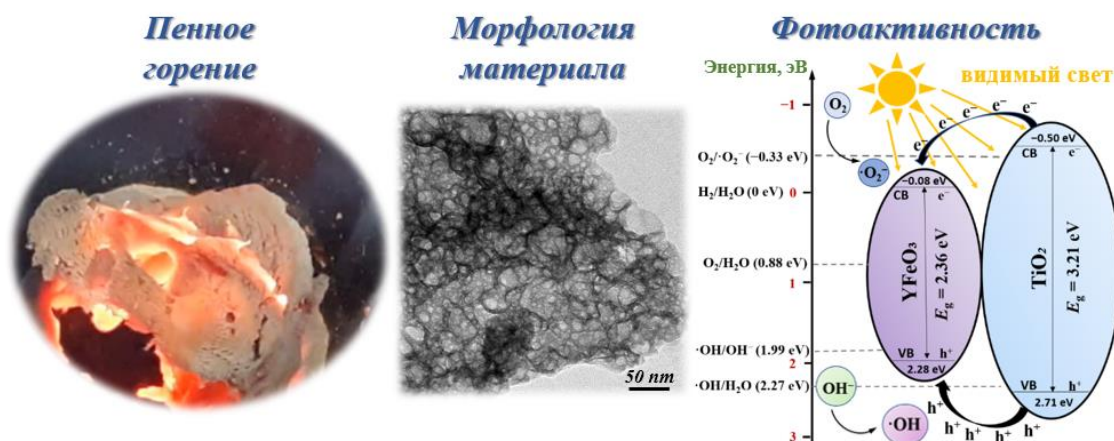 Пенное
горение
Морфология
материала
50 nm
Фотоактивность
Энергия, эВ
видимый свет
−1
O₂
e⁻ e⁻ e⁻ e⁻ e⁻
−0.50 eV
CB e⁻
O₂/·O₂⁻ (−0.33 eV)
·O₂⁻
H₂/H₂O (0 eV)
0
−0.08 eV
CB e⁻
O₂/H₂O (0.88 eV)
1
YFeO₃
Eg = 2.36 eV
TiO₂
Eg = 3.21 eV
·OH/OH⁻ (1.99 eV)
2
VB h⁺
2.28 eV
·OH/H₂O (2.27 eV)
OH⁻
VB h⁺
2.71 eV
h⁺ h⁺ h⁺ h⁺ h⁺
·OH
3